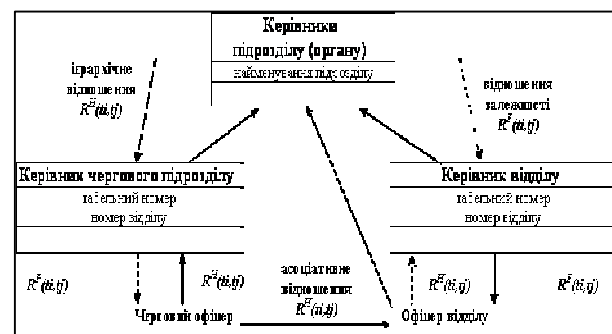 Керівники
підрозділу (органу)
найменування підрозділу
ієрархічне
відношення
R^H(ti,tj)
відношення
залежності
R^F(ti,tj)
Керівник чергового підрозділу
табельний номер
номер відділу
Керівник відділу
табельний номер
номер відділу
R^F(ti,tj)
R^H(ti,tj)
асоціативне
відношення
R^H(ti,tj)
R^H(ti,tj)
R^F(ti,tj)
Черговий офіцер
Офіцер відділу